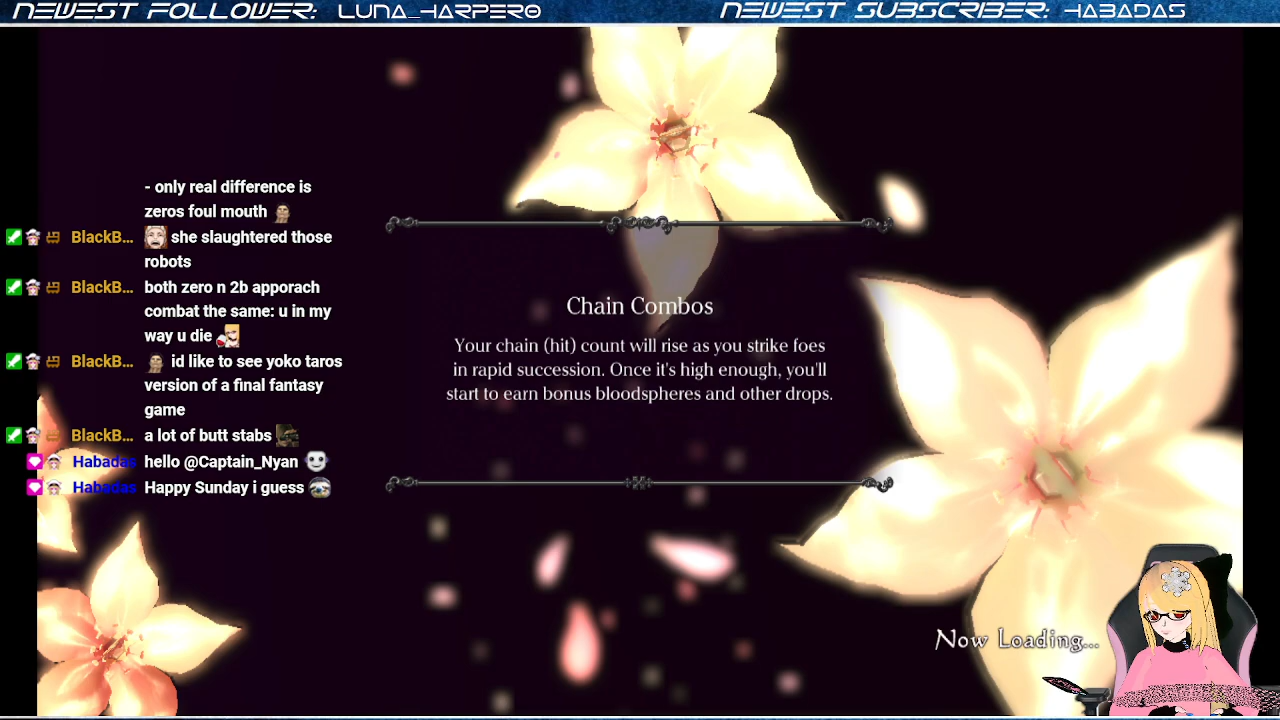 NEWEST FOLLOWER: LUNA_HARPER0
NEWEST SUBSCRIBER: HABADAS
- only real difference is
zeros foul mouth
BlackB... she slaughtered those
robots
BlackB... both zero n 2b apporach
combat the same: u in my
way u die
BlackB... id like to see yoko taros
version of a final fantasy
game
BlackB... a lot of butt stabs
Habadas hello @Captain_Nyan
Habadas Happy Sunday i guess
Chain Combos
Your chain (hit) count will rise as you strike foes
in rapid succession. Once it's high enough, you'll
start to earn bonus bloodspheres and other drops.
Now Loading...